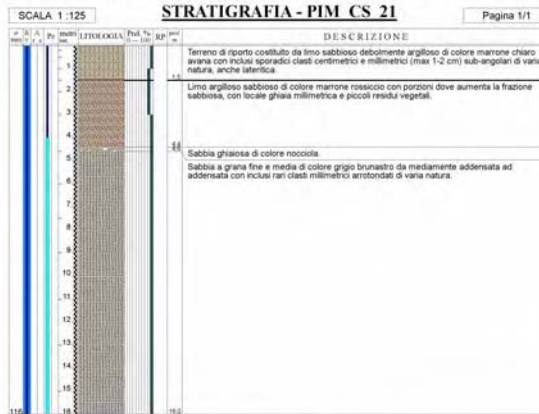 SCALA 1 :125
STRATIGRAFIA - PIM CS 21
Pagina 1/1
metri LITOLOGIA Prel. % RP
0 --- 100
DESCRIZIONE
Terreno di riporto costituito da limo sabbioso debolmente argilloso di colore marrone chiaro
avana con inclusi sporadici clasti centimetrici e millimetrici (max 1-2 cm) sub-angolari di varia
natura, anche lateritica.
Limo argilloso sabbioso di colore marrone rossiccio con porzioni dove aumenta la frazione
sabbiosa, con locale ghiaia millimetrica e piccoli residui vegetali.
Sabbia ghiaiosa di colore nocciola.
Sabbia a grana fine e media di colore grigio brunastro da mediamente addensata ad
addensata con inclusi rari clasti millimetrici arrotondati di varia natura.
1
2
3
4
5
6
7
8
9
10
11
12
13
14
15
16